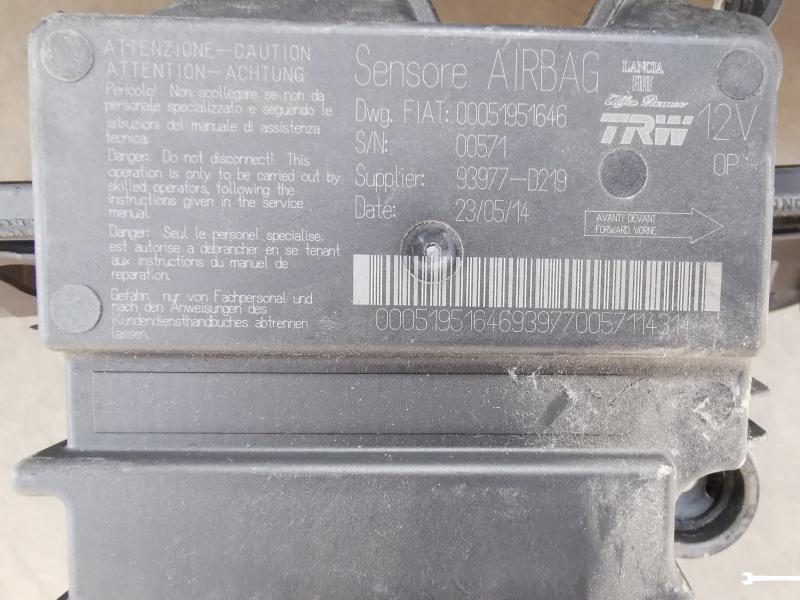 ATTENZIONE-CAUTION
ATTENTION-ACHTUNG
Pericolo! Non scollegare se non da
personale specializzato e seguendo le
istruzioni del manuale di assistenza
tecnica.
Danger: Do not disconnect! This
operation is only to be carried out by
skilled operators, following the
instructions given in the service
manual.
Danger: Seul le personel specialise,
est autorise a debrancher en se tenant
aux instructions du manuel de
reparation.
Gefahr: nur von Fachpersonal und
nach den Anweisungen des
Kundendiensthandbuches abtrennen
lassen.
Sensore AIRBAG
Dwg. FIAT: 00051951646
S/N: 00571
Supplier: 93977-D219
Date: 23/05/14
LANCIA
FIAT
Alfa Romeo
TRW 12V
OP
AVANTI DEVANT
FORWARD VORNE